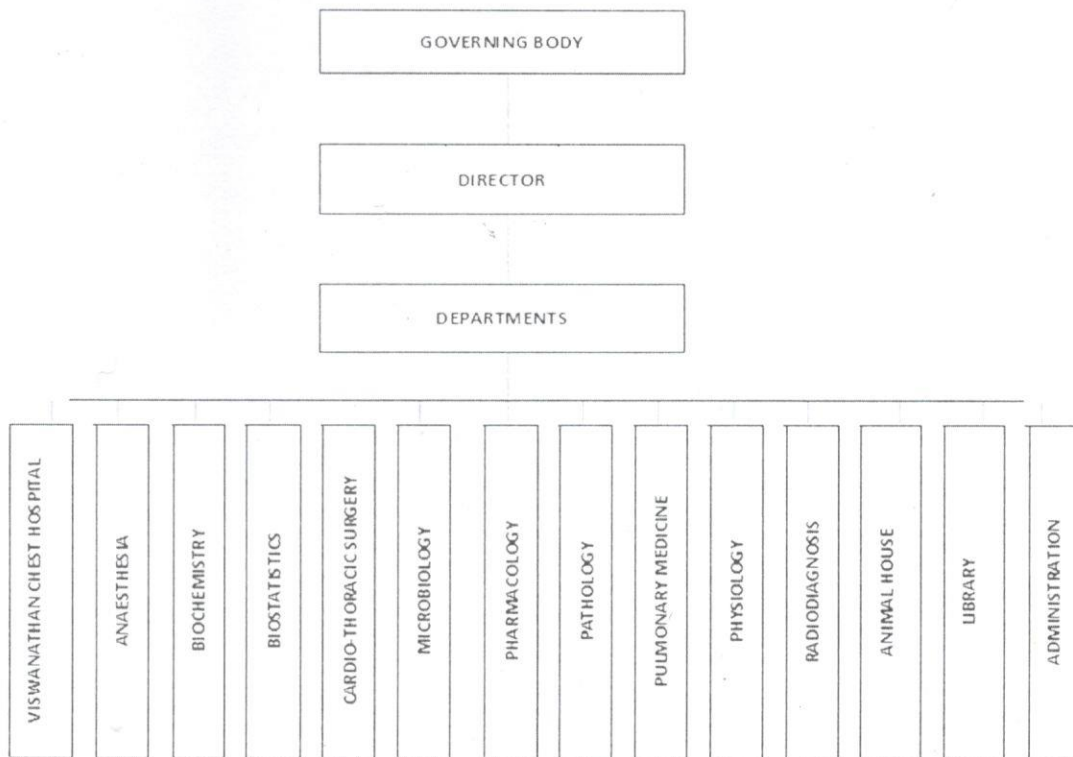 GOVERNING BODY
DIRECTOR
DEPARTMENTS
VISWANATHAN CHEST HOSPITAL
ANAESTHESIA
BIOCHEMISTRY
BIOSTATISTICS
CARDIO-THORACIC SURGERY
MICROBIOLOGY
PHARMACOLOGY
PATHOLOGY
PULMONARY MEDICINE
PHYSIOLOGY
RADIODIAGNOSIS
ANIMAL HOUSE
LIBRARY
ADMINISTRATION